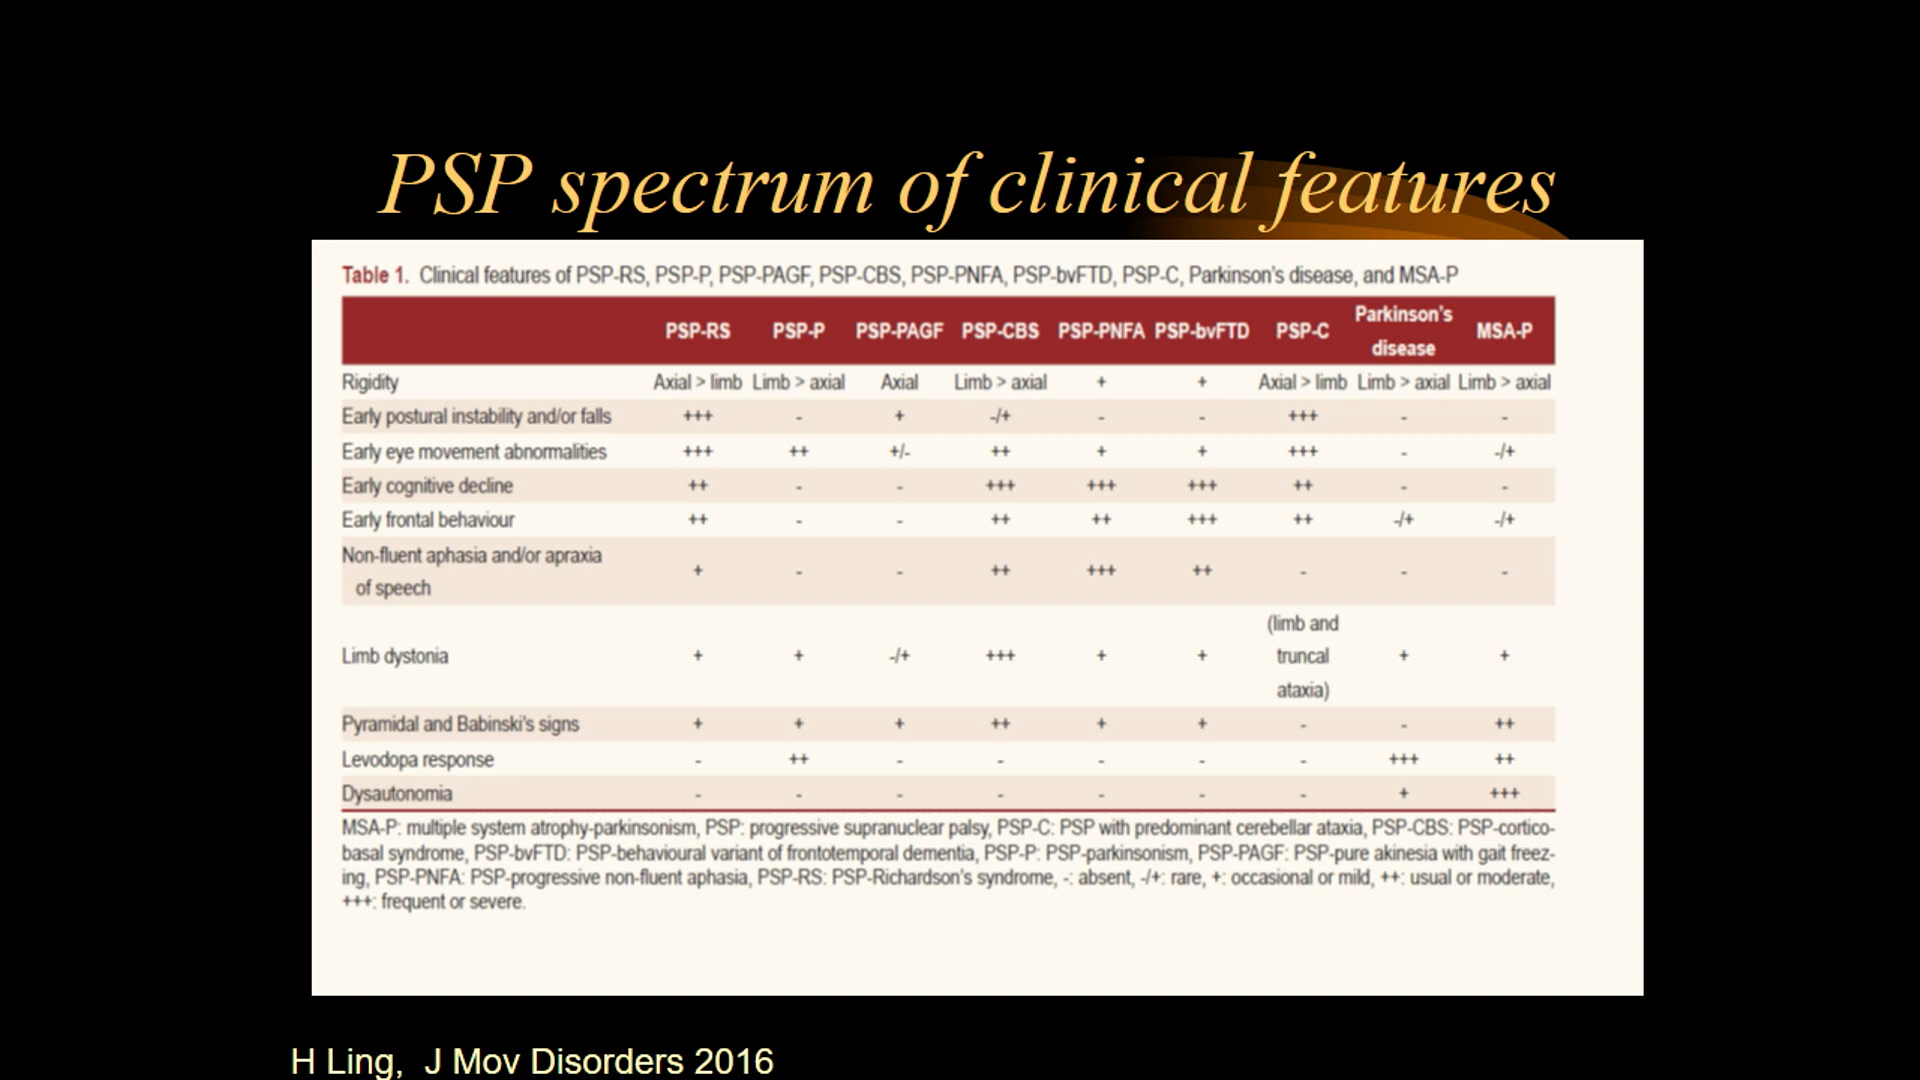 PSP spectrum of clinical features
Table 1. Clinical features of PSP-RS, PSP-P, PSP-PAGF, PSP-CBS, PSP-PNFA, PSP-bvFTD, PSP-C, Parkinson's disease, and MSA-P
PSP-RS PSP-P PSP-PAGF PSP-CBS PSP-PNFA PSP-bvFTD PSP-C Parkinson's disease MSA-P
Rigidity Axial > limb Limb > axial Axial Limb > axial + + Axial > limb Limb > axial Limb > axial
Early postural instability and/or falls +++ - + -/+ - - +++ - -
Early eye movement abnormalities +++ ++ +/- ++ + + +++ - -/+
Early cognitive decline ++ - - +++ +++ +++ ++ - -
Early frontal behaviour ++ - - ++ ++ +++ ++ -/+ -/+
Non-fluent aphasia and/or apraxia
of speech + - - ++ +++ ++ - - -
Limb dystonia + + -/+ +++ + + (limb and truncal ataxia) + +
Pyramidal and Babinski's signs + + + ++ + + - - ++
Levodopa response - ++ - - - - - +++ ++
Dysautonomia - - - - - - - + +++
MSA-P: multiple system atrophy-parkinsonism, PSP: progressive supranuclear palsy, PSP-C: PSP with predominant cerebellar ataxia, PSP-CBS: PSP-cortico-
basal syndrome, PSP-bvFTD: PSP-behavioural variant of frontotemporal dementia, PSP-P: PSP-parkinsonism, PSP-PAGF: PSP-pure akinesia with gait freez-
ing, PSP-PNFA: PSP-progressive non-fluent aphasia, PSP-RS: PSP-Richardson's syndrome, -: absent, -/+: rare, +: occasional or mild, ++: usual or moderate,
+++: frequent or severe.
H Ling, J Mov Disorders 2016